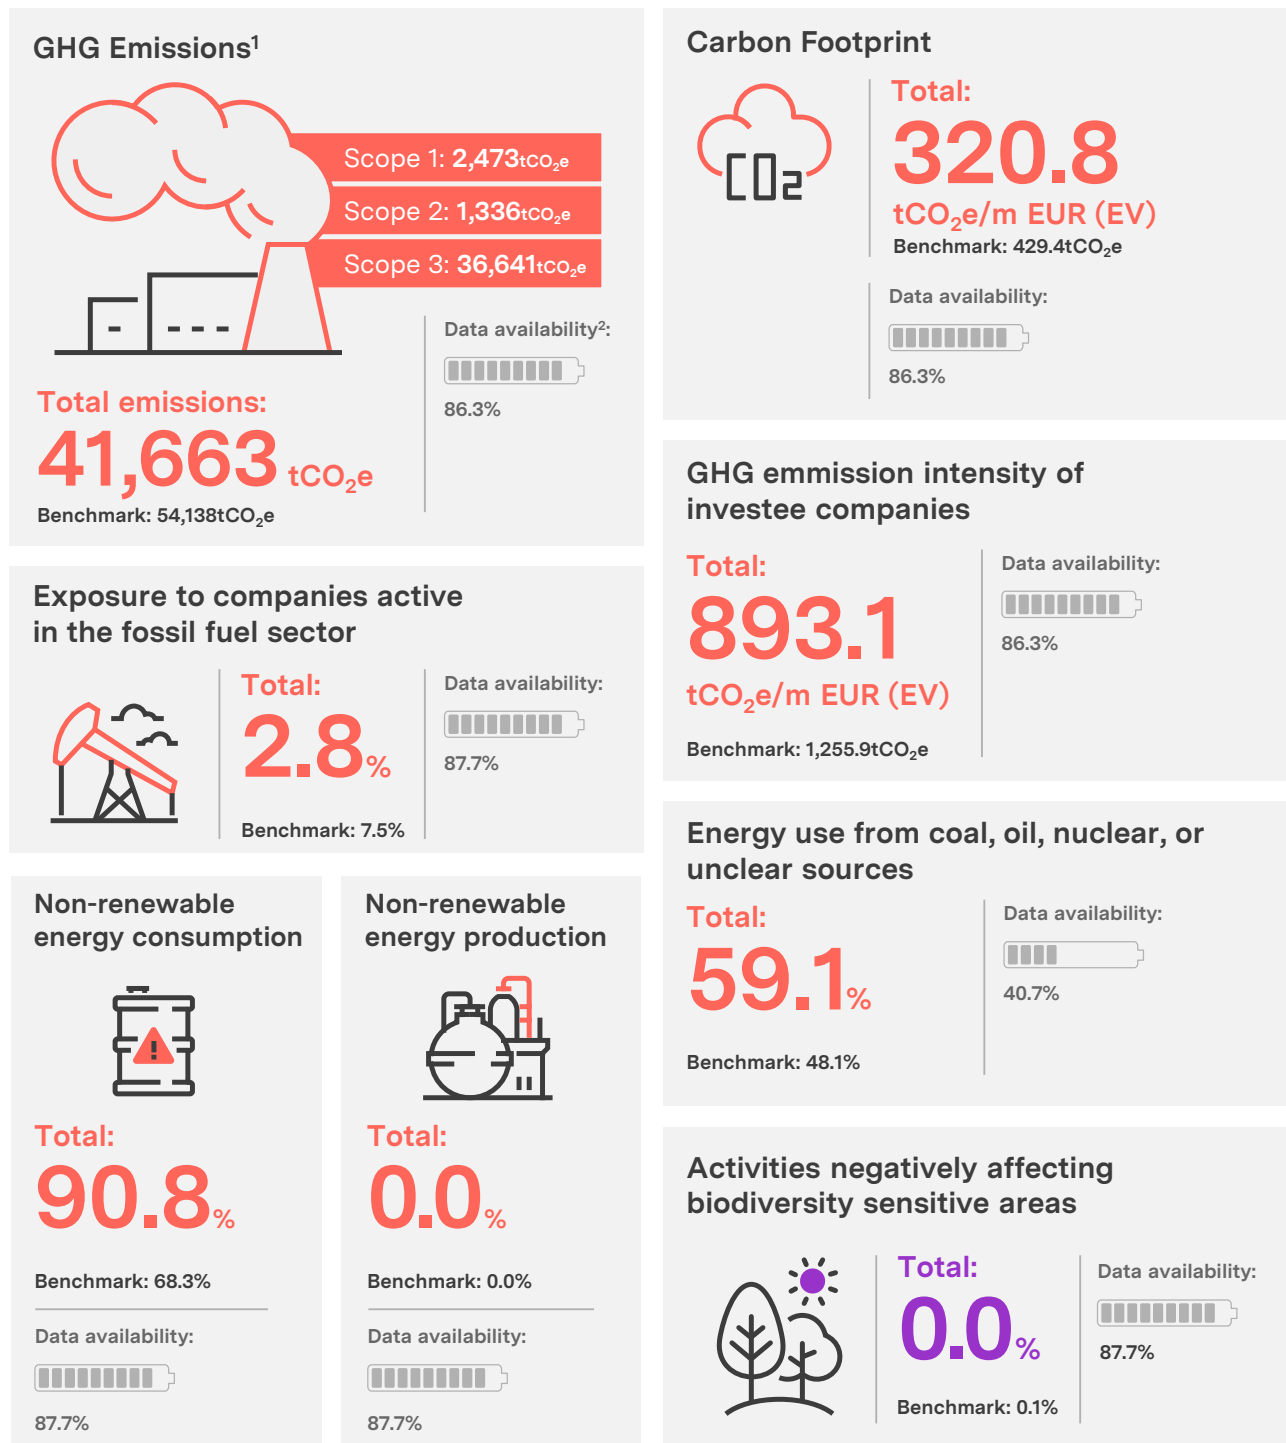 GHG Emissions¹
Scope 1: 2,473tCO₂e
Scope 2: 1,336tCO₂e
Scope 3: 36,641tCO₂e
Data availability²:
86.3%
Total emissions:
41,663 tCO₂e
Benchmark: 54,138tCO₂e
Carbon Footprint
CO₂
Total:
320.8
tCO₂e/m EUR (EV)
Benchmark: 429.4tCO₂e
Data availability:
86.3%
GHG emmission intensity of
investee companies
Total:
893.1
tCO₂e/m EUR (EV)
Benchmark: 1,255.9tCO₂e
Data availability:
86.3%
Exposure to companies active
in the fossil fuel sector
Total:
2.8%
Benchmark: 7.5%
Data availability:
87.7%
Energy use from coal, oil, nuclear, or
unclear sources
Total:
59.1%
Benchmark: 48.1%
Data availability:
40.7%
Non-renewable
energy consumption
Total:
90.8%
Benchmark: 68.3%
Data availability:
87.7%
Non-renewable
energy production
Total:
0.0%
Benchmark: 0.0%
Data availability:
87.7%
Activities negatively affecting
biodiversity sensitive areas
Total:
0.0%
Benchmark: 0.1%
Data availability:
87.7%